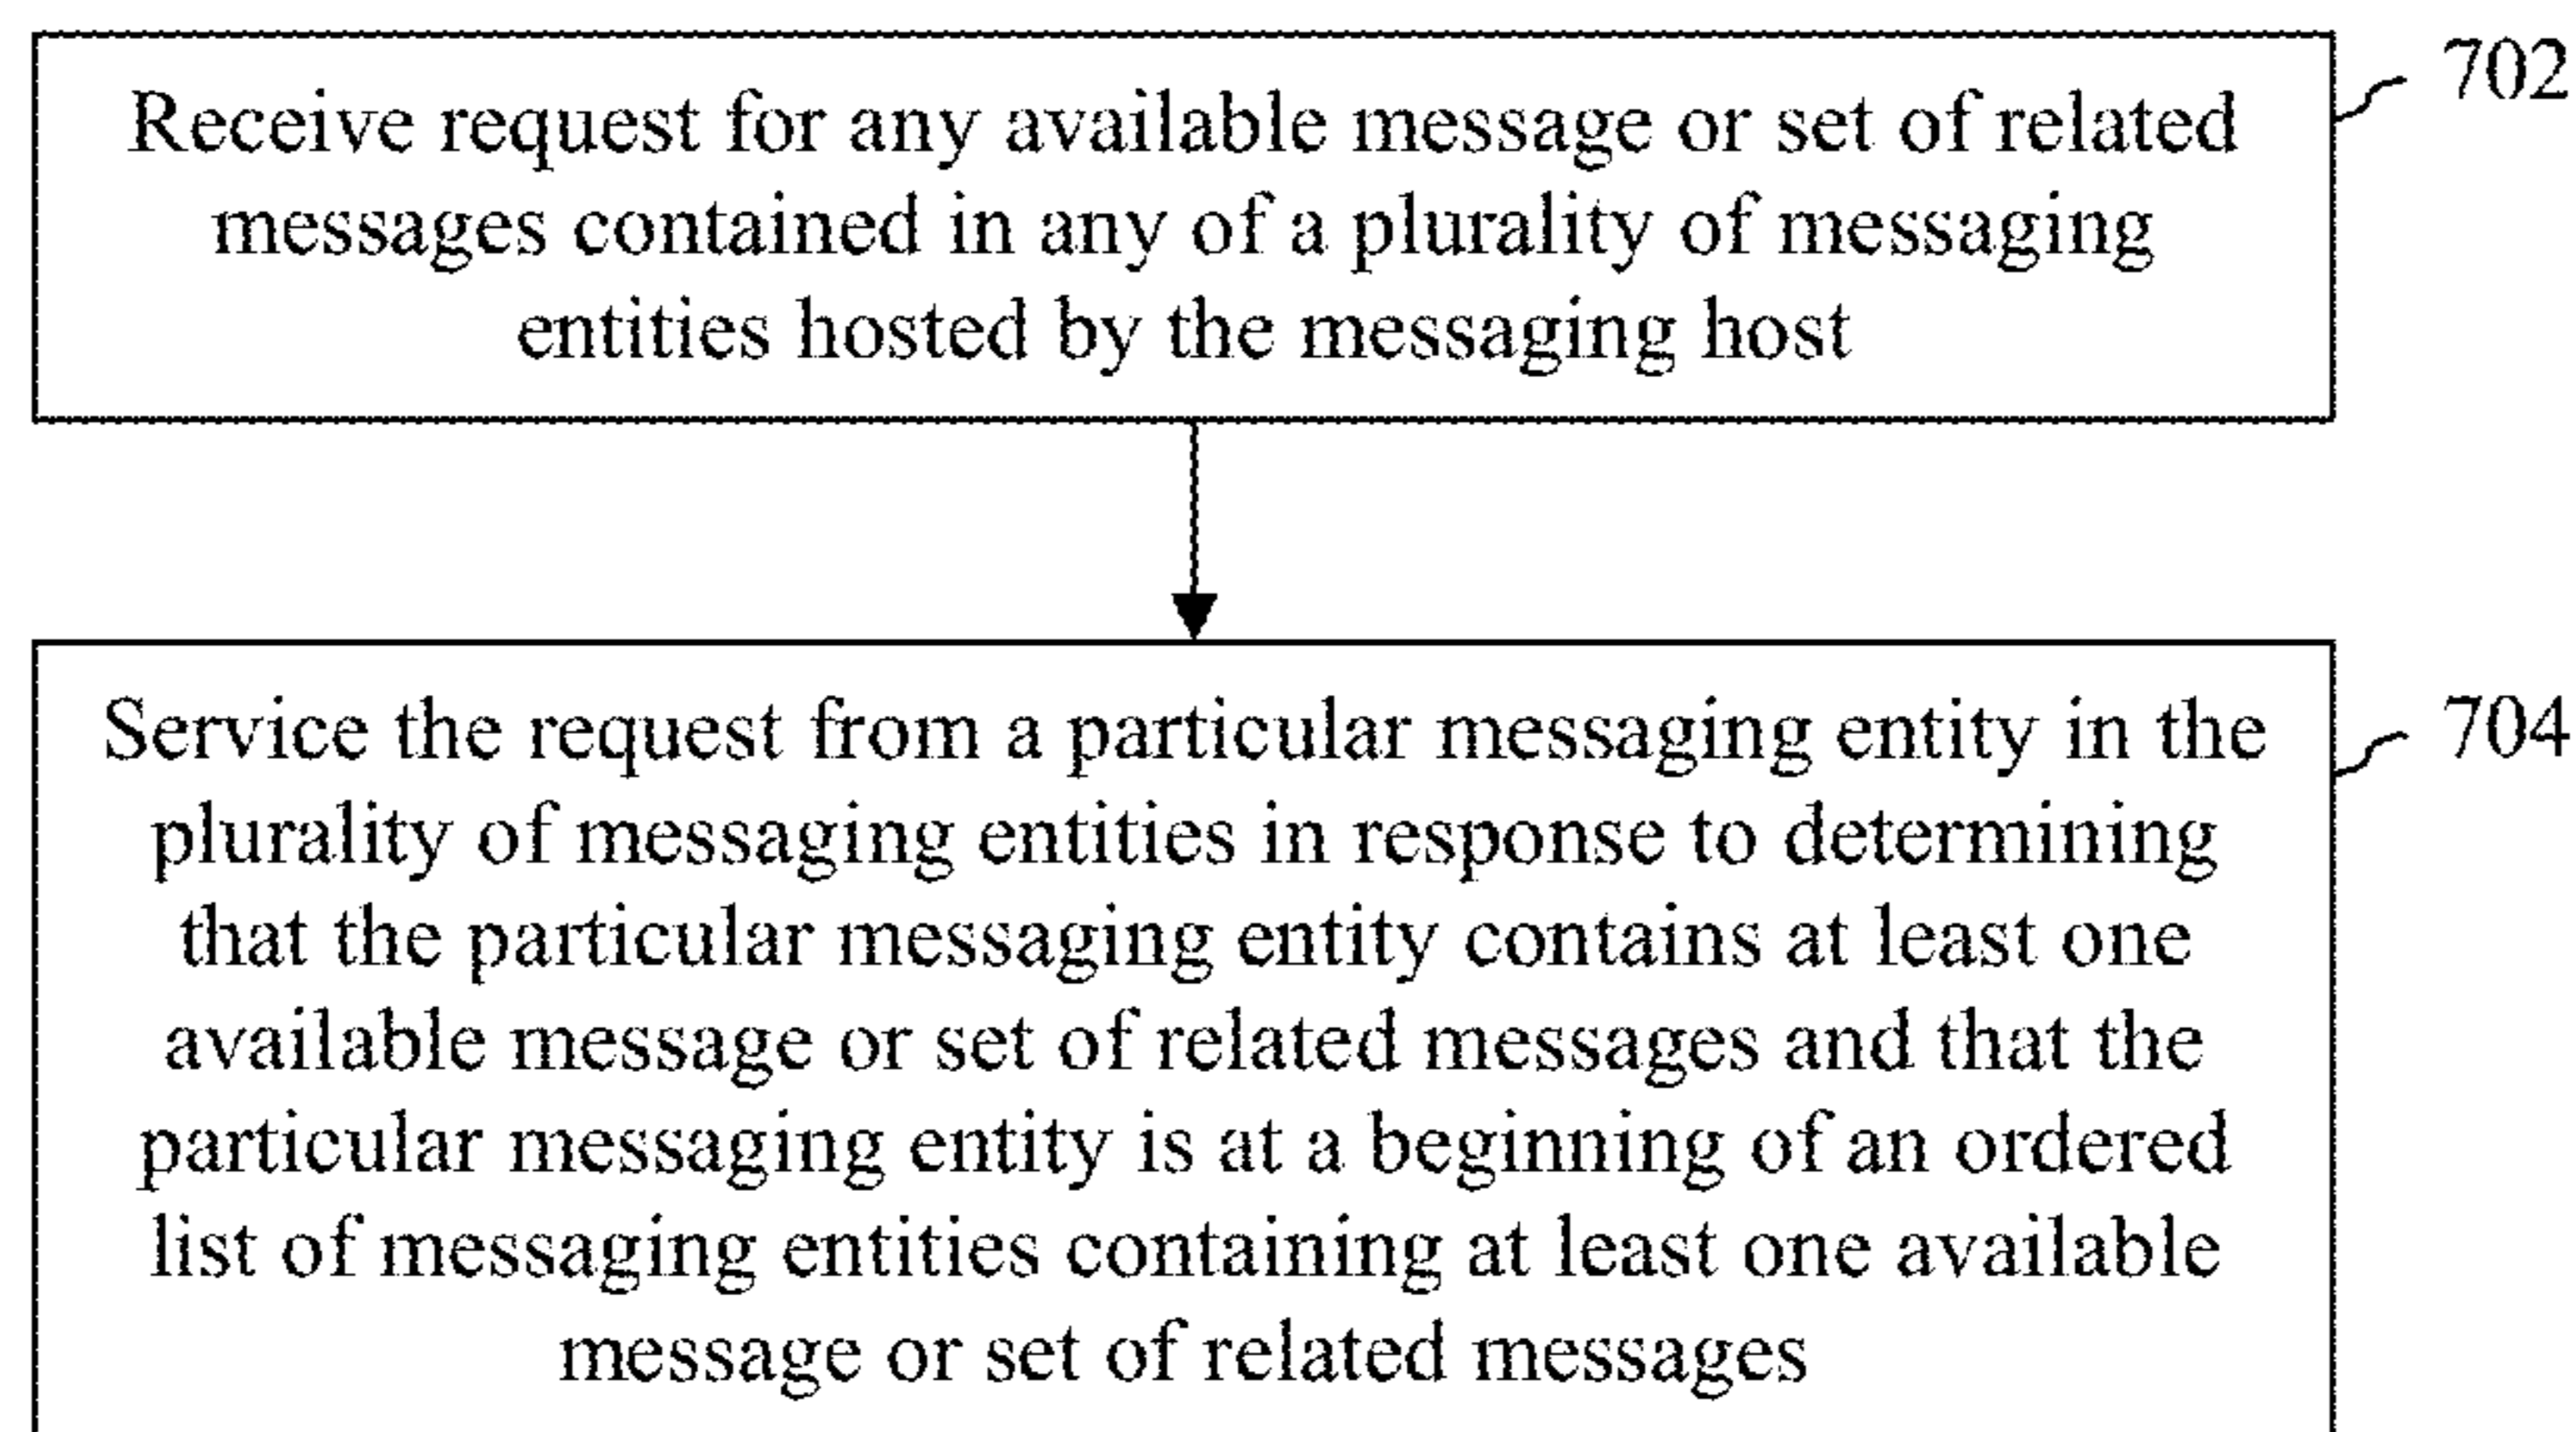 Receive request for any available message or set of related
messages contained in any of a plurality of messaging
entities hosted by the messaging host
702
Service the request from a particular messaging entity in the
plurality of messaging entities in response to determining
that the particular messaging entity contains at least one
available message or set of related messages and that the
particular messaging entity is at a beginning of an ordered
list of messaging entities containing at least one available
message or set of related messages
704